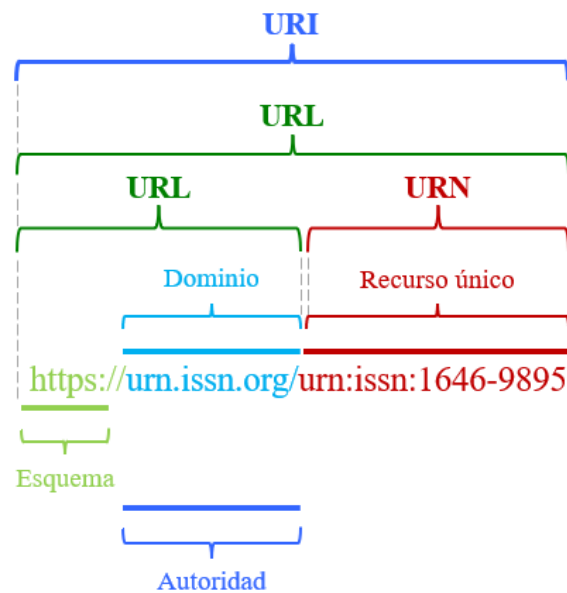 URI
URL
URL URN
Dominio Recurso único
https://urn.issn.org/urn:issn:1646-9895
Esquema
Autoridad